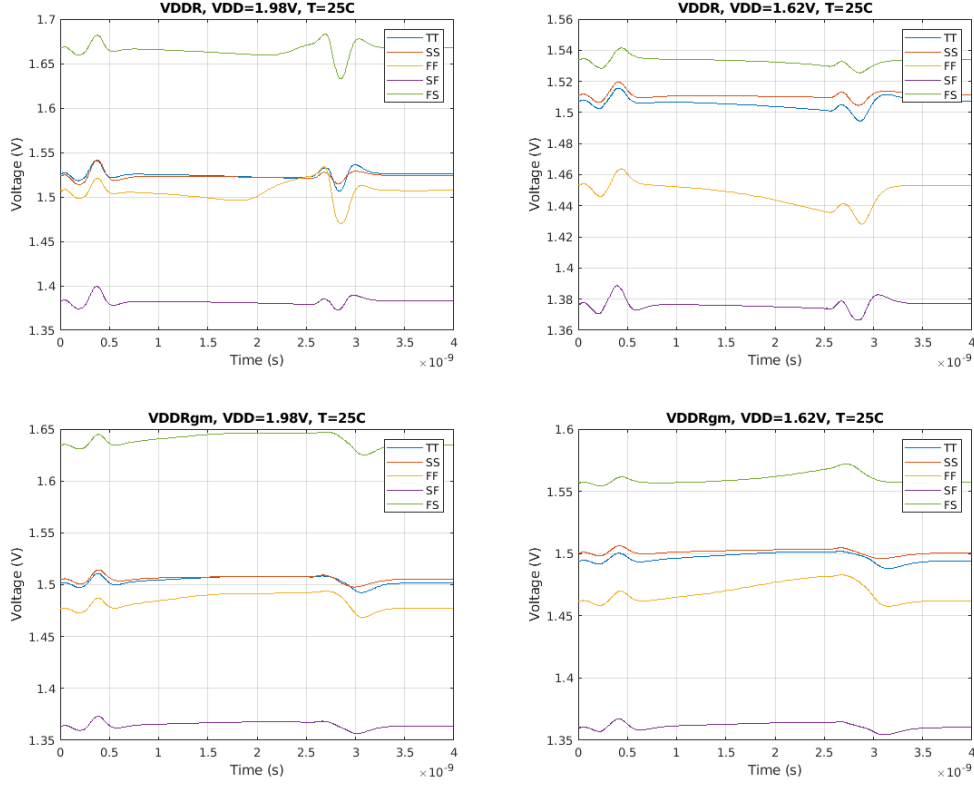 VDDR, VDD=1.98V, T=25C
1.7
1.65
1.6
1.55
1.5
1.45
1.4
1.35
Voltage (V)
TT
SS
FF
SF
FS
0 0.5 1 1.5 2 2.5 3 3.5 4
Time (s)
×10⁻⁹
VDDR, VDD=1.62V, T=25C
1.56
1.54
1.52
1.5
1.48
1.46
1.44
1.42
1.4
1.38
1.36
Voltage (V)
TT
SS
FF
SF
FS
0 0.5 1 1.5 2 2.5 3 3.5 4
Time (s)
×10⁻⁹
VDDRgm, VDD=1.98V, T=25C
1.65
1.6
1.55
1.5
1.45
1.4
1.35
Voltage (V)
TT
SS
FF
SF
FS
0 0.5 1 1.5 2 2.5 3 3.5 4
Time (s)
×10⁻⁹
VDDRgm, VDD=1.62V, T=25C
1.6
1.55
1.5
1.45
1.4
1.35
Voltage (V)
TT
SS
FF
SF
FS
0 0.5 1 1.5 2 2.5 3 3.5 4
Time (s)
×10⁻⁹